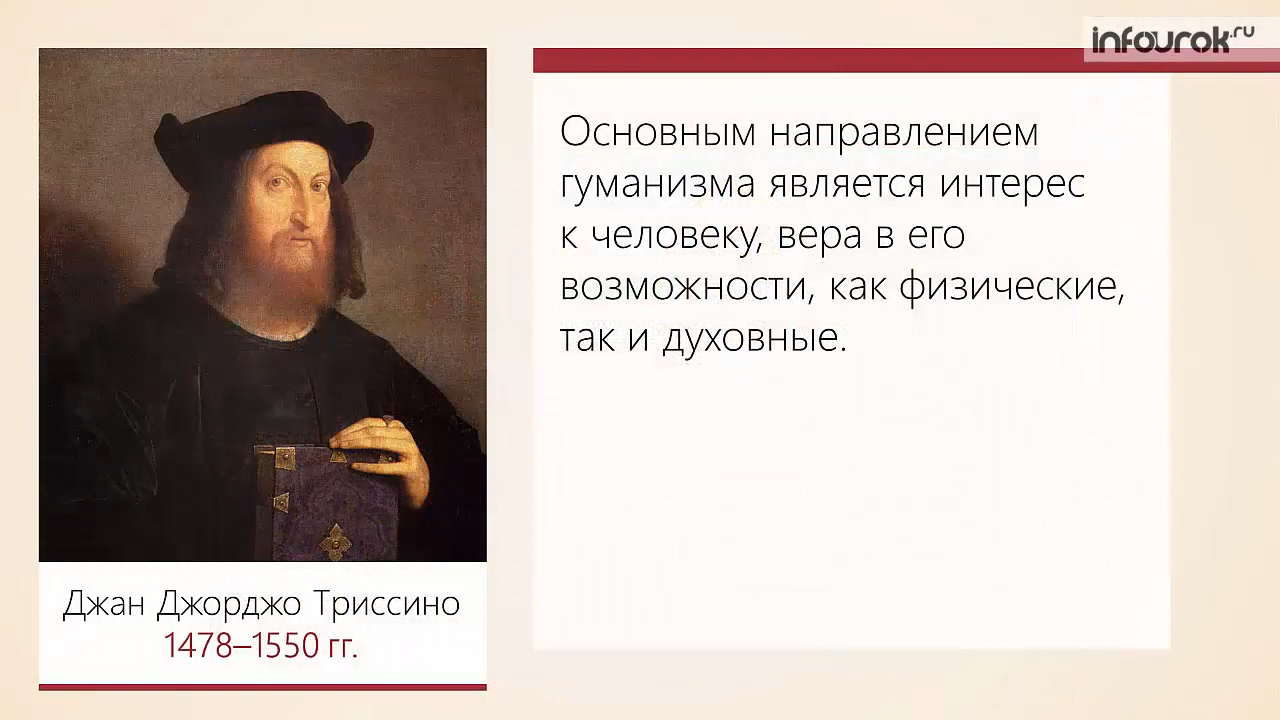 infourok.ru
Основным направлением
гуманизма является интерес
к человеку, вера в его
возможности, как физические,
так и духовные.
Джан Джорджо Триссино
1478–1550 гг.